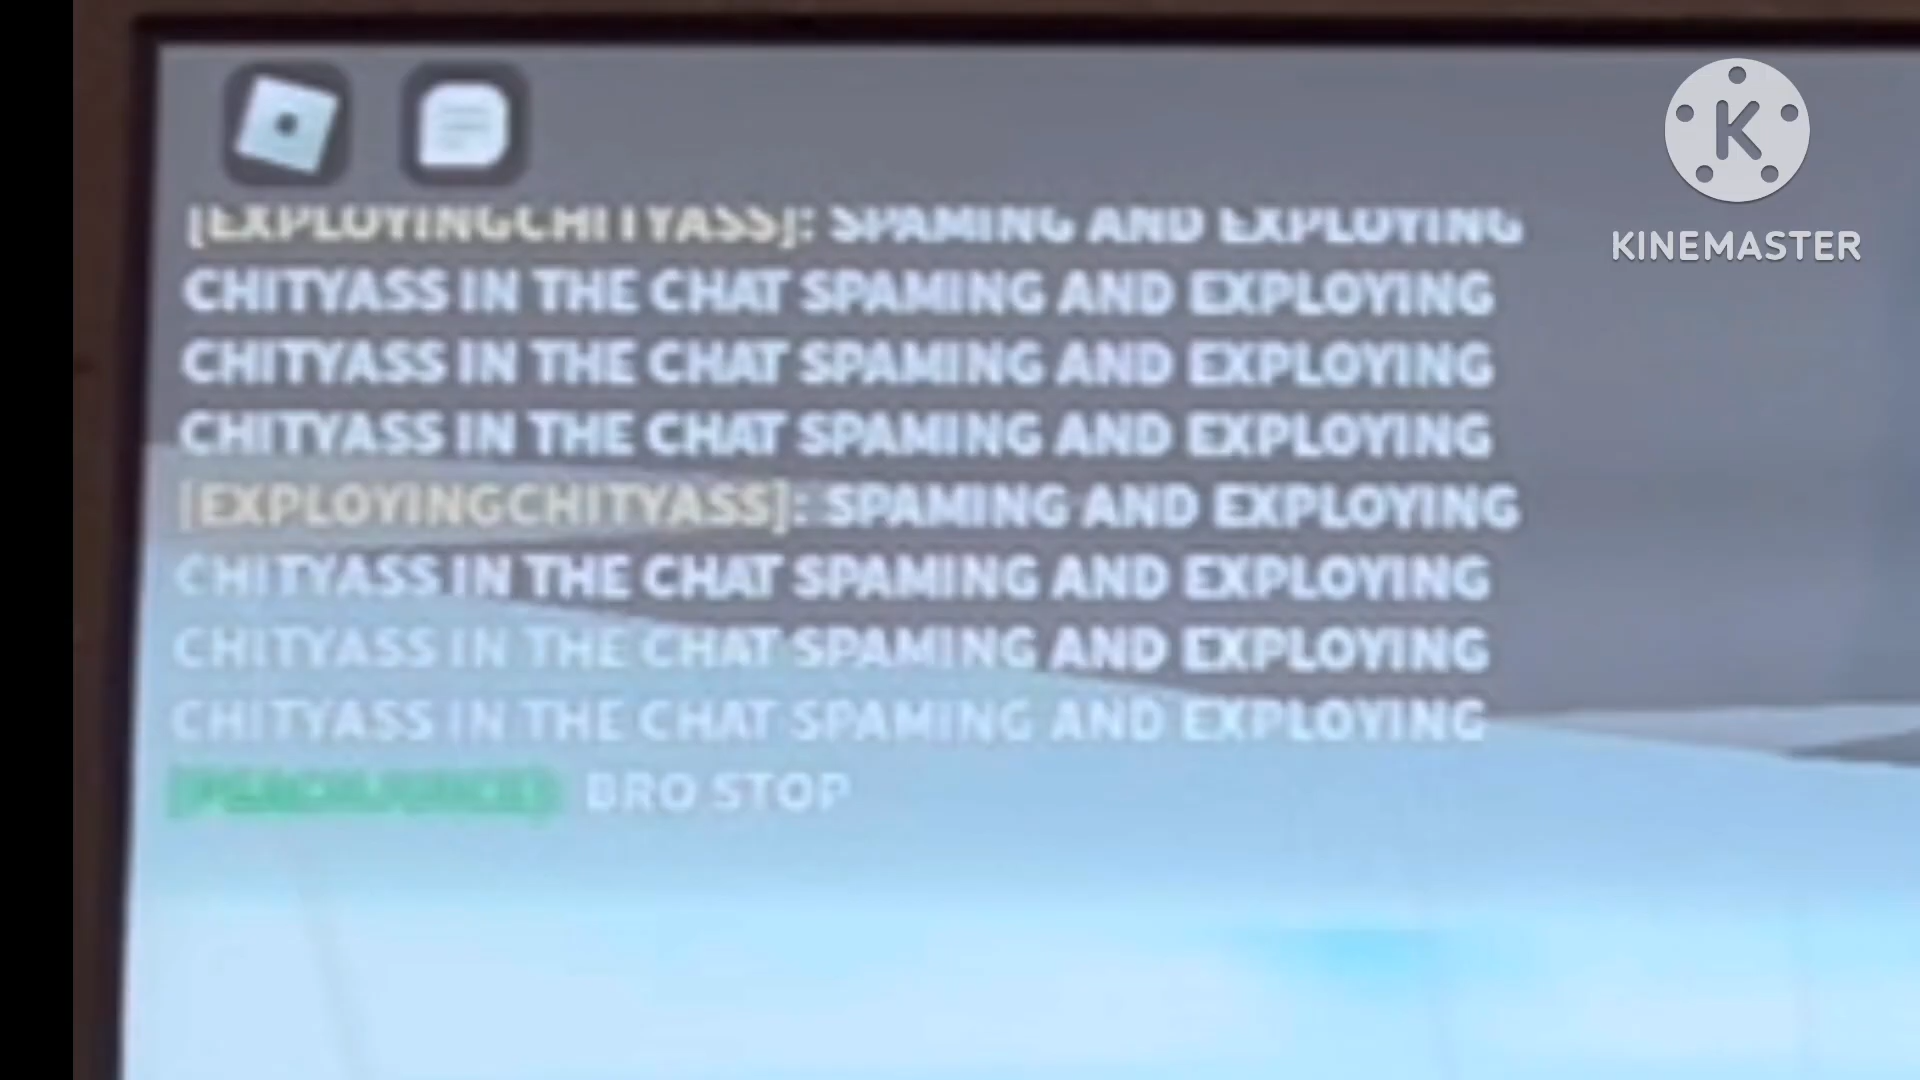 [EXPLOYINGCHITYASS]: SPAMING AND EXPLOYING
CHITYASS IN THE CHAT SPAMING AND EXPLOYING
CHITYASS IN THE CHAT SPAMING AND EXPLOYING
CHITYASS IN THE CHAT SPAMING AND EXPLOYING
[EXPLOYINGCHITYASS]: SPAMING AND EXPLOYING
CHITYASS IN THE CHAT SPAMING AND EXPLOYING
CHITYASS IN THE CHAT SPAMING AND EXPLOYING
CHITYASS IN THE CHAT SPAMING AND EXPLOYING
BRO STOP
K
KINEMASTER